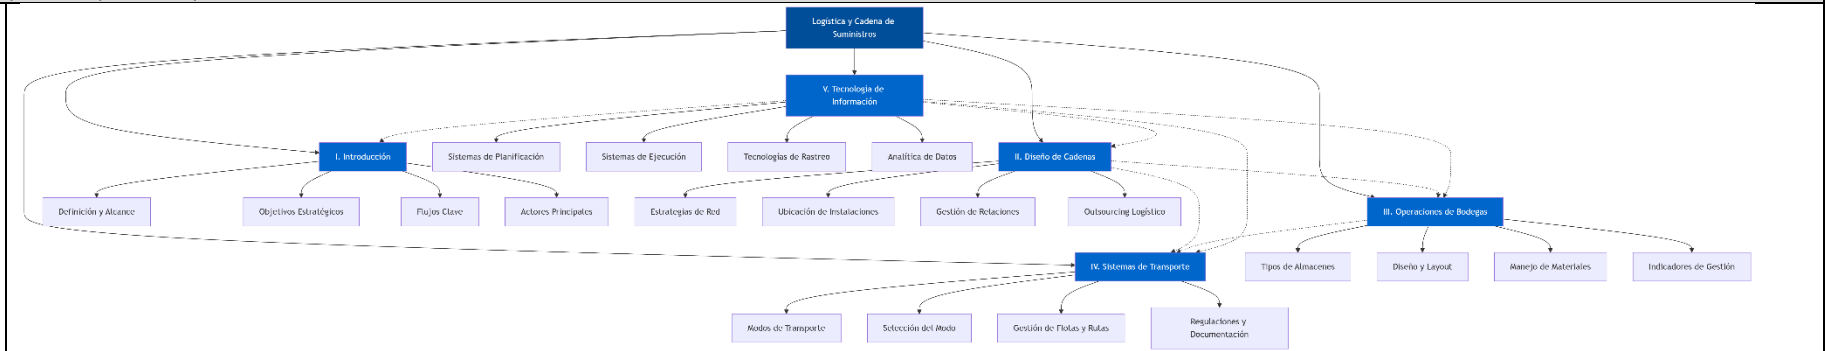 Logística y Cadena de
Suministros
V. Tecnología de
Información
I. Introducción
Sistemas de Planificación
Sistemas de Ejecución
Tecnologías de Rastreo
Analítica de Datos
II. Diseño de Cadenas
Definición y Alcance
Objetivos Estratégicos
Flujos Clave
Actores Principales
Estrategias de Red
Ubicación de Instalaciones
Gestión de Relaciones
Outsourcing Logístico
III. Operaciones de Bodegas
IV. Sistemas de Transporte
Tipos de Almacenes
Diseño y Layout
Manejo de Materiales
Indicadores de Gestión
Modos de Transporte
Selección del Modo
Gestión de Flotas y Rutas
Regulaciones y
Documentación